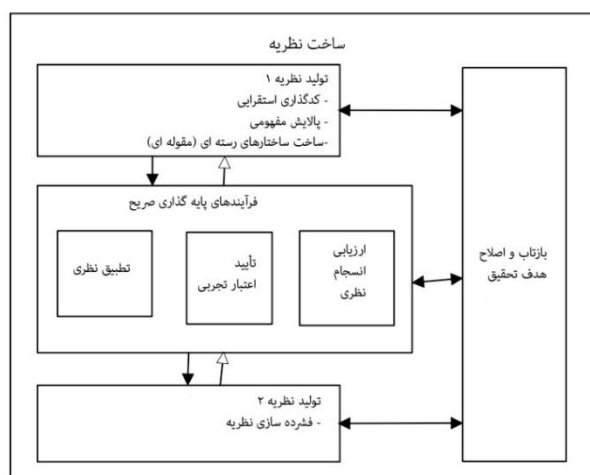 ساخت نظریه
تولید نظریه ۱
- کدگذاری استقرایی
- پالایش مفهومی
-ساخت ساختارهای رسته ای (مقوله ای)
فرآیندهای پایه گذاری صریح
ارزیابی
انسجام
نظری
تأیید
اعتبار تجربی
تطبیق نظری
تولید نظریه ۲
- فشرده سازی نظریه
بازتاب و اصلاح
هدف تحقیق